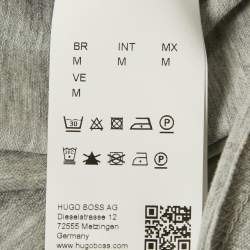 BR INT MX
M M M
VE
M
30 P
P
HUGO BOSS AG
Dieselstrasse 12
72555 Metzingen
Germany
www.hugoboss.com